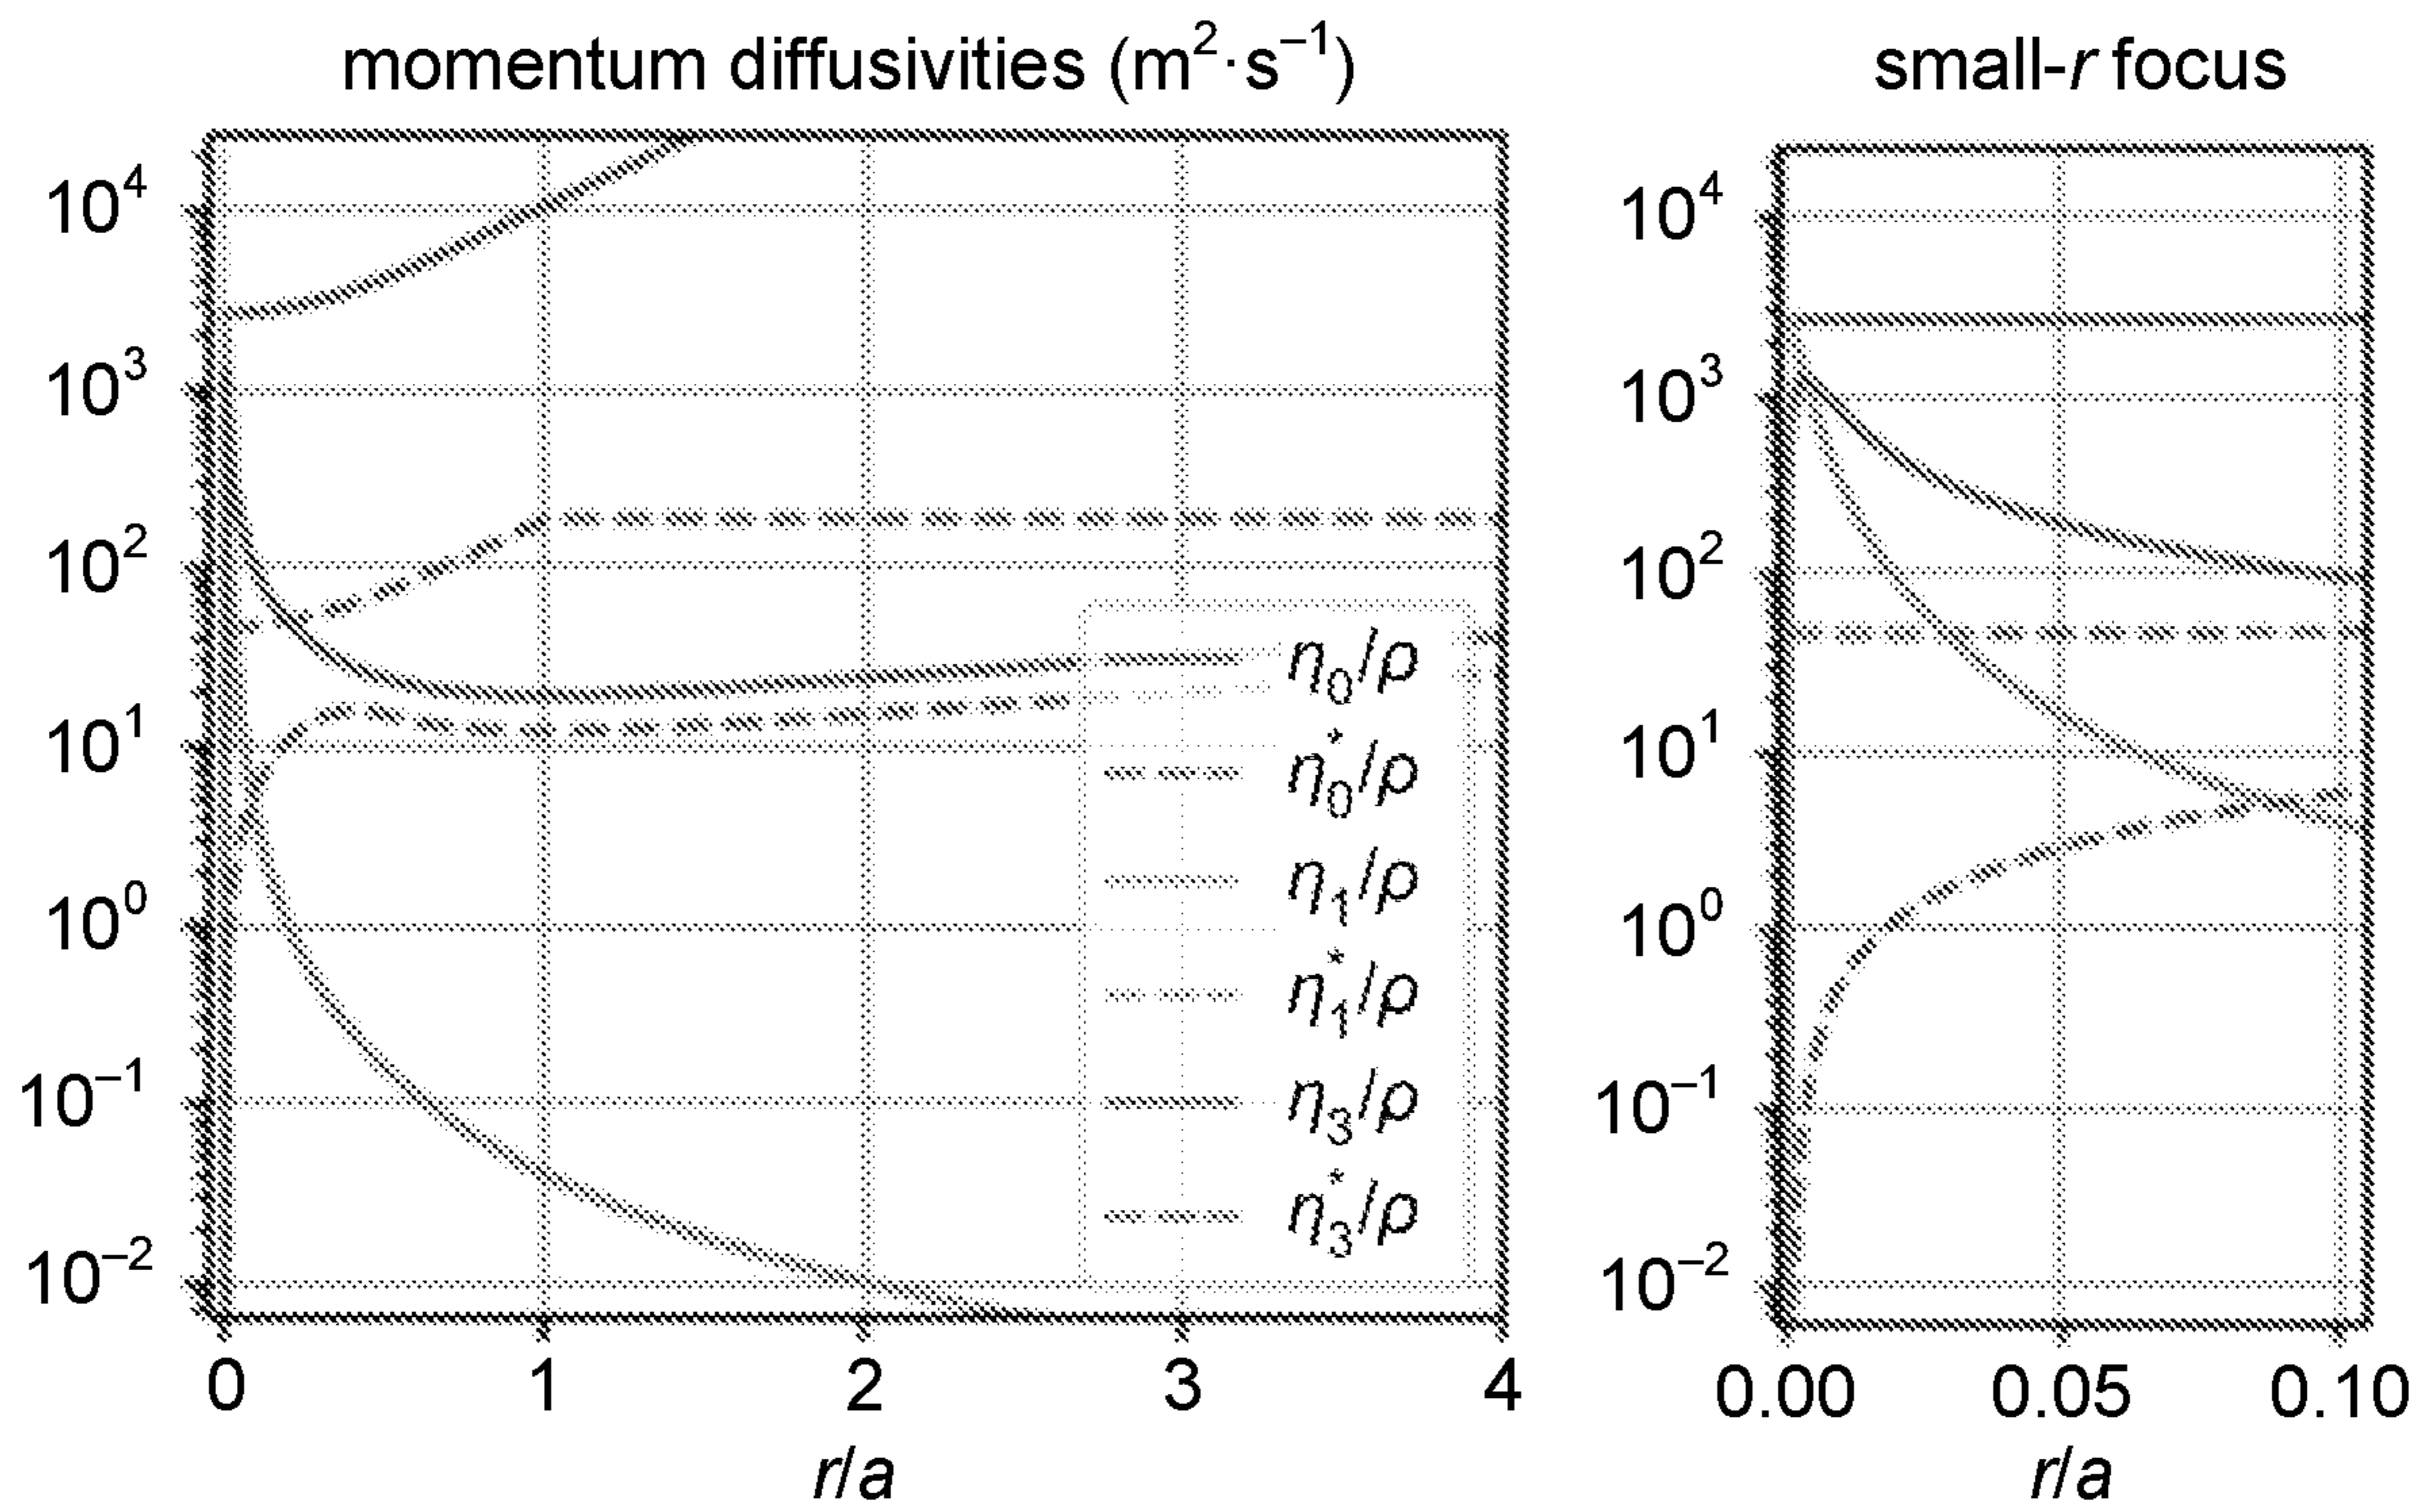 momentum diffusivities (m²·s⁻¹)
10⁴
10³
10²
10¹
10⁰
10⁻¹
10⁻²
0 1 2 3 4
r/a
η₀/ρ
η₀*/ρ
η₁/ρ
η₁*/ρ
η₃/ρ
η₃*/ρ
small-r focus
10⁴
10³
10²
10¹
10⁰
10⁻¹
10⁻²
0.00 0.05 0.10
r/a